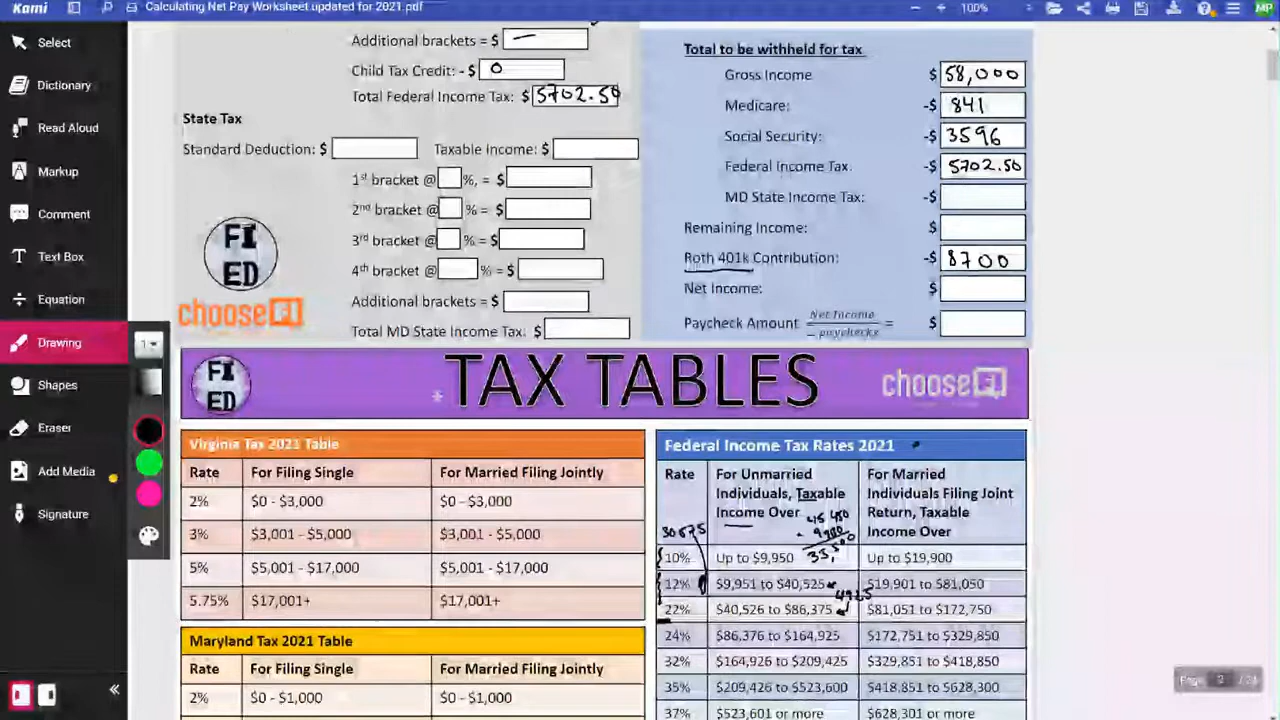 Kami
Calculating Net Pay Worksheet.updated for 2021.pdf
100%
MP
Select
Dictionary
Read Aloud
Markup
Comment
Text Box
Equation
Drawing
Shapes
Eraser
Add Media
Signature
1
Additional brackets = $ —
Child Tax Credit: - $ 0
Total Federal Income Tax: $ 5702.50
State Tax
Standard Deduction: $
Taxable Income: $
1st bracket @ %, = $
2nd bracket @ % = $
3rd bracket @ % = $
4th bracket @ % = $
Additional brackets = $
Total MD State Income Tax: $
FI
ED
chooseFI
Total to be withheld for tax
Gross Income $ 58,000
Medicare: -$ 841
Social Security: -$ 3596
Federal Income Tax. -$ 5702.50
MD State Income Tax: -$
Remaining Income: $
Roth 401k Contribution: -$ 8700
Net Income: $
Paycheck Amount Net Income / – paychecks = $
FI
ED
* TAX TABLES
chooseFI
Virginia Tax 2021 Table
Rate For Filing Single For Married Filing Jointly
2% $0 - $3,000 $0 - $3,000
3% $3,001 - $5,000 $3,001 - $5,000
5% $5,001 - $17,000 $5,001 - $17,000
5.75% $17,001+ $17,001+
Maryland Tax 2021 Table
Rate For Filing Single For Married Filing Jointly
2% $0 - $1,000 $0 - $1,000
Federal Income Tax Rates 2021
Rate
For Unmarried
Individuals, Taxable
Income Over
For Married
Individuals Filing Joint
Return, Taxable
Income Over
30575
45 450
10% Up to $9,950 Up to $19,900
12% $9,951 to $40,525 $19,901 to $81,050
4925
22% $40,526 to $86,375 $81,051 to $172,750
24% $86,376 to $164,925 $172,751 to $329,850
32% $164,926 to $209,425 $329,851 to $418,850
35% $209,426 to $523,600 $418,851 to $628,300
37% $523,601 or more $628,301 or more
Page